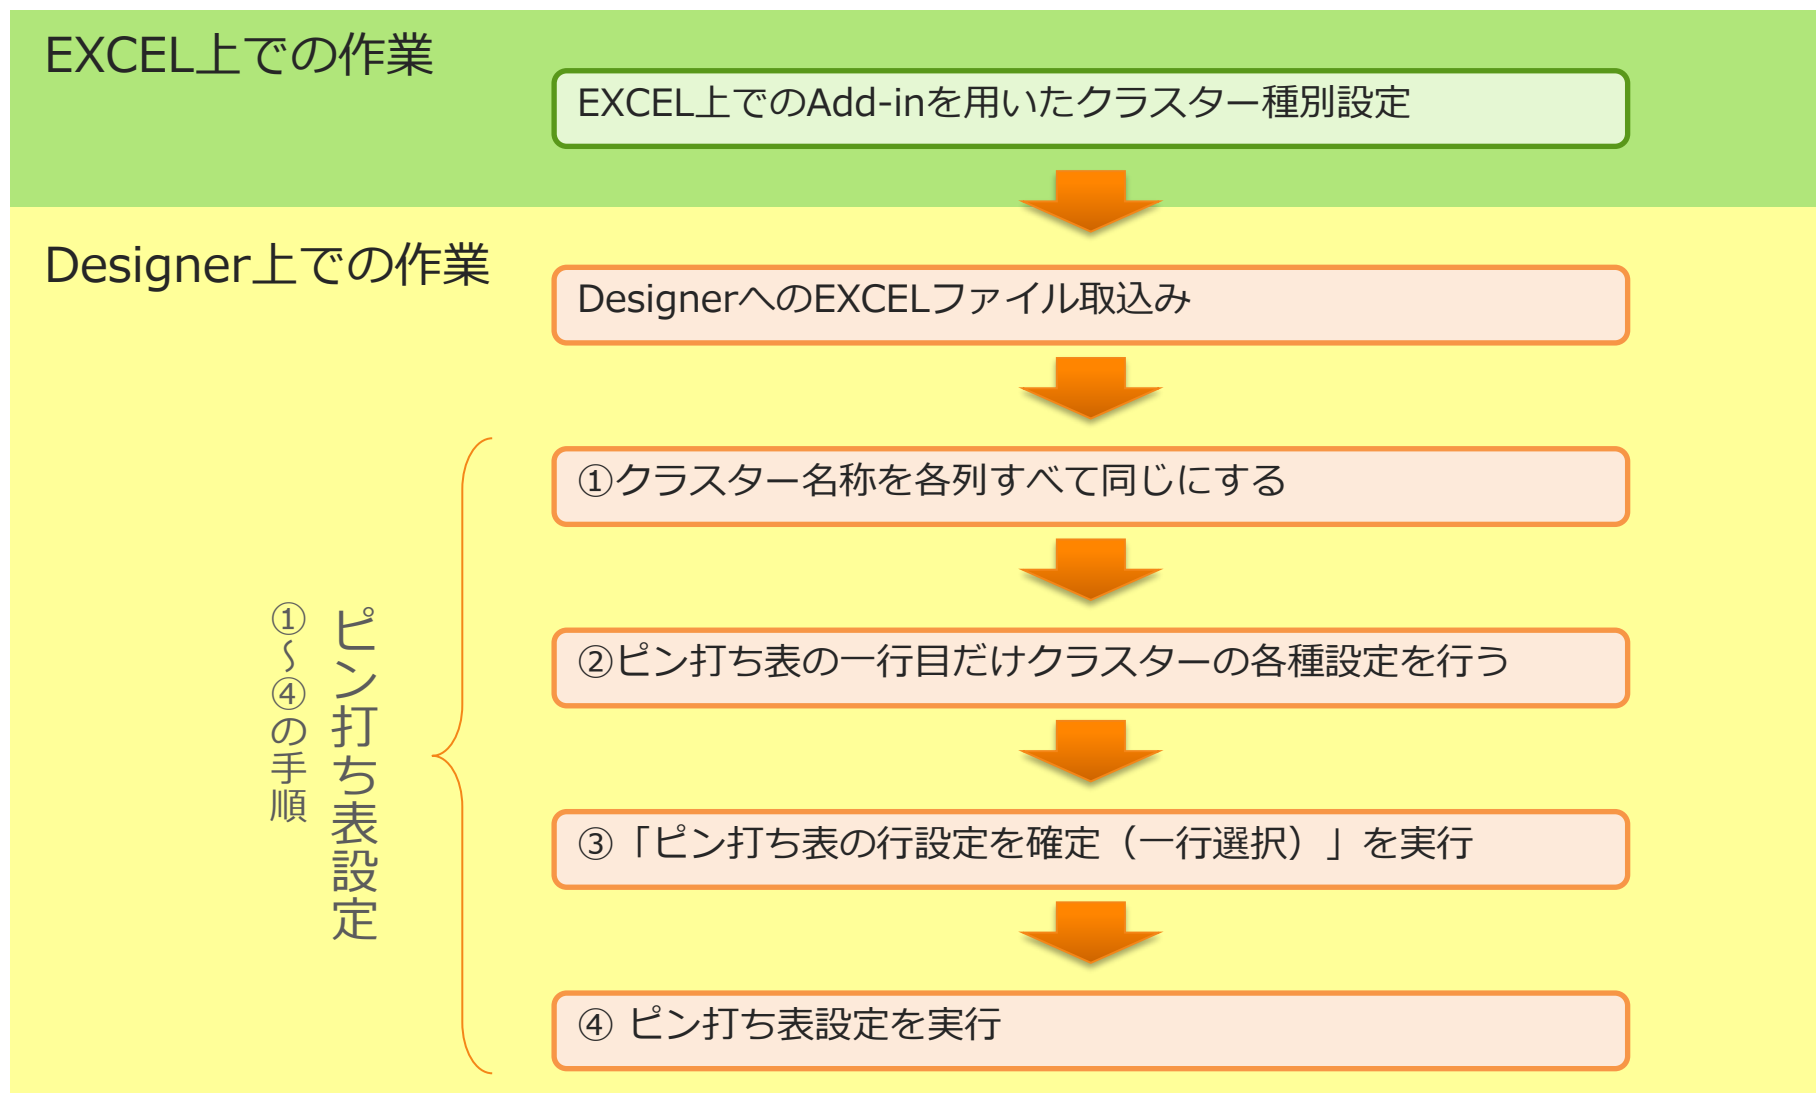 EXCEL上での作業
EXCEL上でのAdd-inを用いたクラスター種別設定
Designer上での作業
DesignerへのEXCELファイル取込み
①クラスター名称を各列すべて同じにする
②ピン打ち表の一行目だけクラスターの各種設定を行う
③「ピン打ち表の行設定を確定（一行選択）」を実行
④ ピン打ち表設定を実行
ピン打ち表設定
①～④の手順